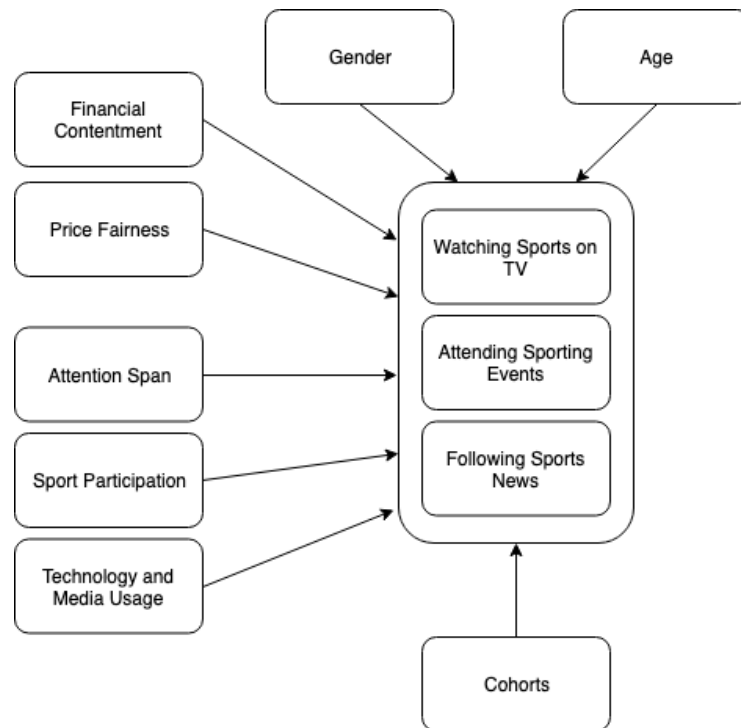 Gender
Age
Financial
Contentment
Price Fairness
Watching Sports on
TV
Attention Span
Attending Sporting
Events
Sport Participation
Following Sports
News
Technology and
Media Usage
Cohorts